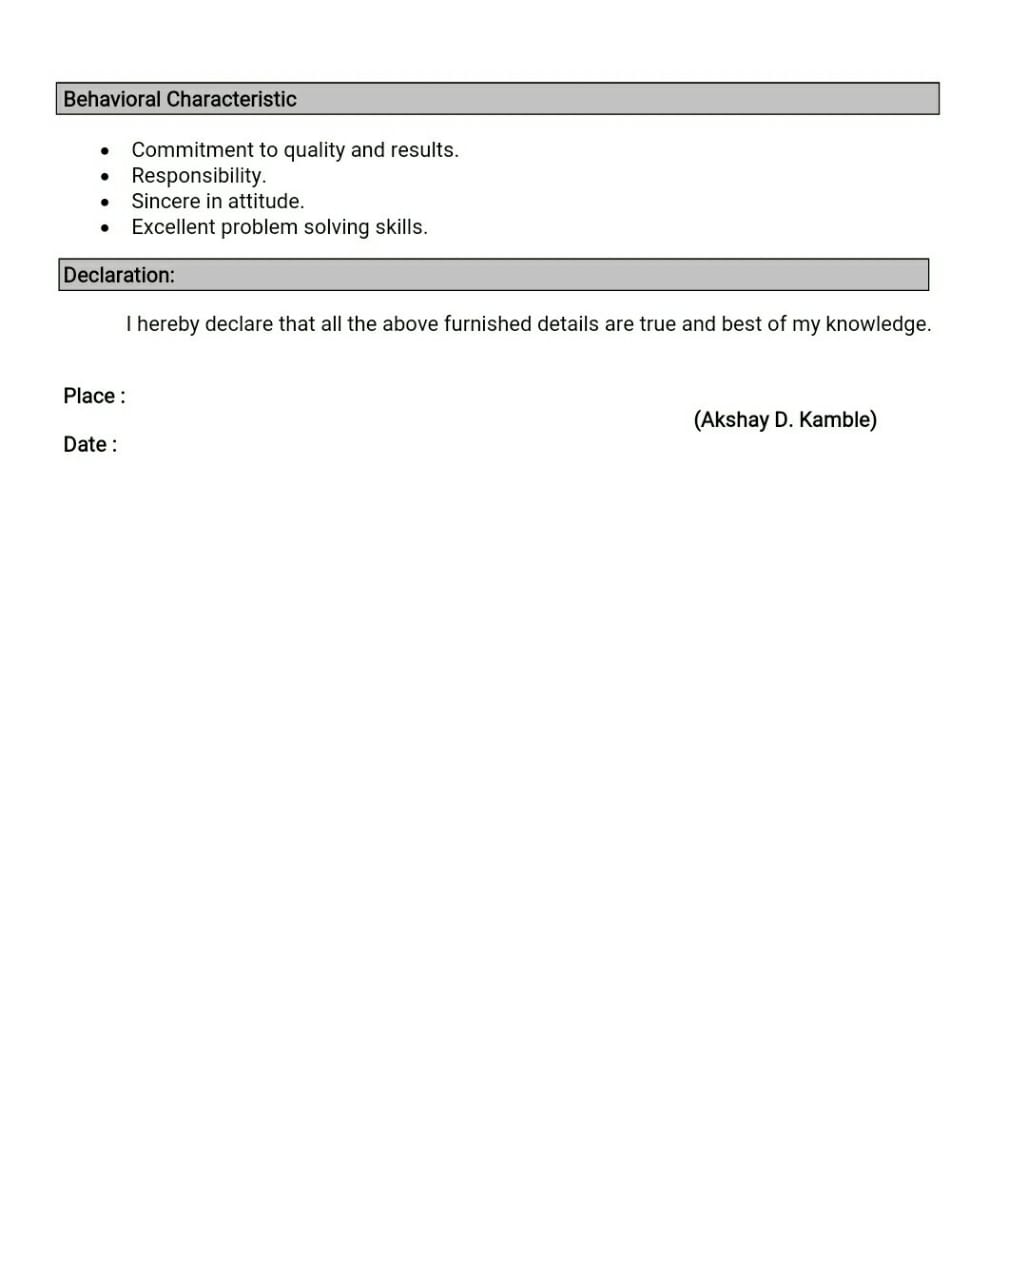 Behavioral Characteristic
• Commitment to quality and results.
• Responsibility.
• Sincere in attitude.
• Excellent problem solving skills.
Declaration:
I hereby declare that all the above furnished details are true and best of my knowledge.
Place :
(Akshay D. Kamble)
Date :